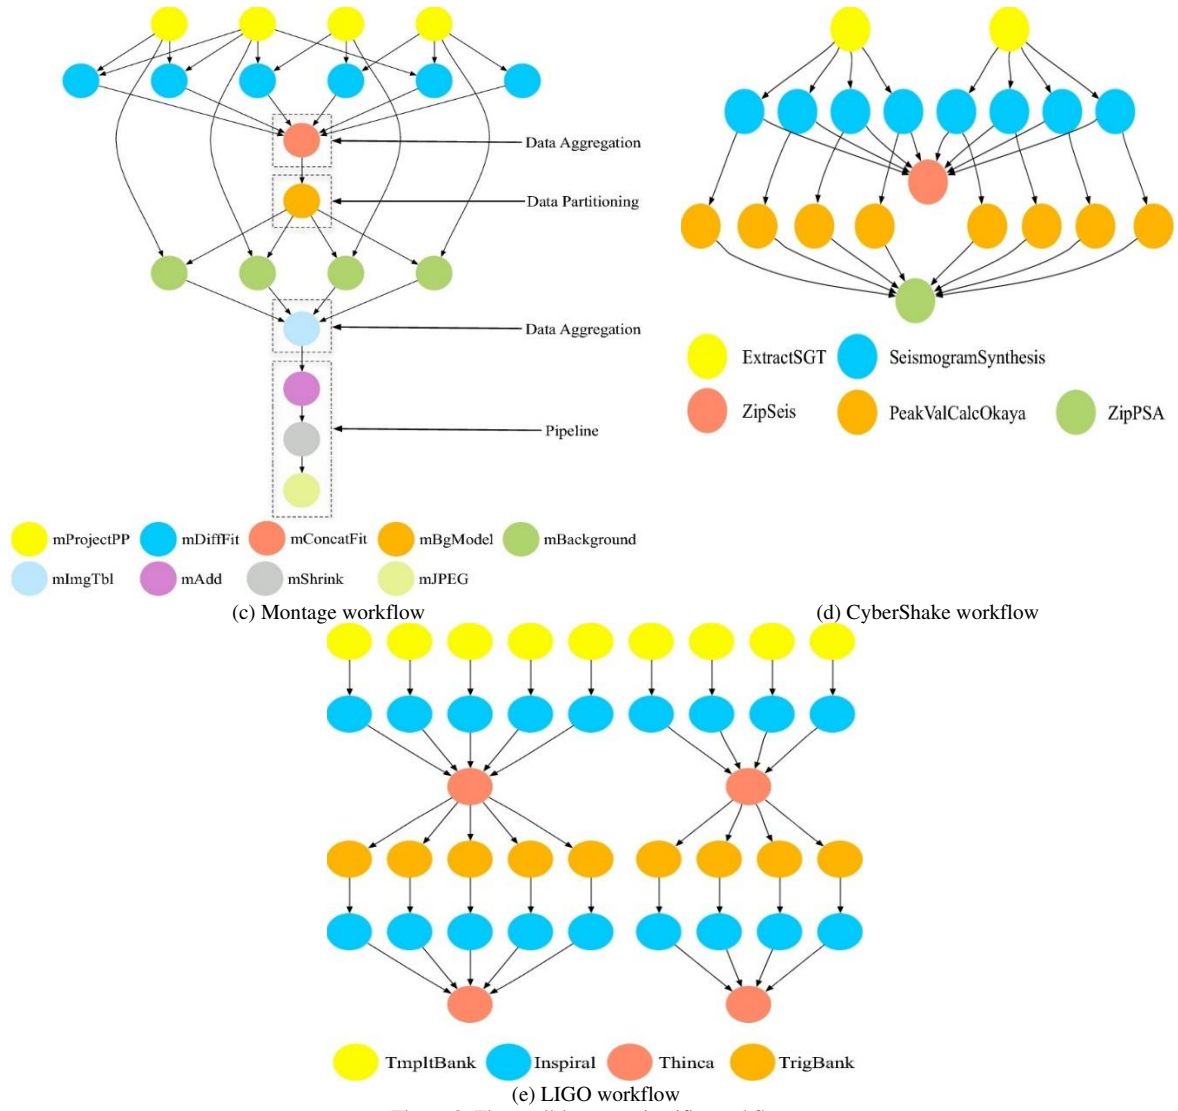 Data Aggregation
Data Partitioning
Data Aggregation
Pipeline
mProjectPP mDiffFit mConcatFit mBgModel mBackground
mImgTbl mAdd mShrink mJPEG
(c) Montage workflow
ExtractSGT SeismogramSynthesis
ZipSeis PeakValCalcOkaya ZipPSA
(d) CyberShake workflow
TmpltBank Inspiral Thinca TrigBank
(e) LIGO workflow